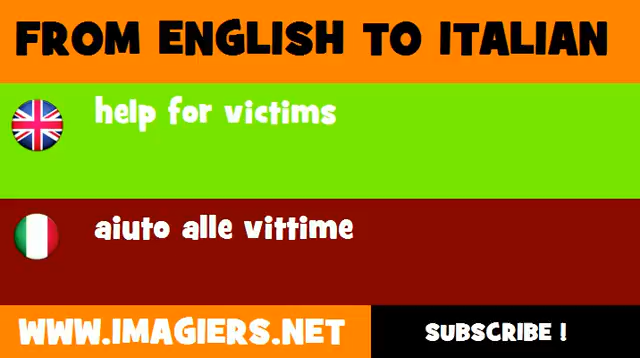 FROM ENGLISH TO ITALIAN
help for victims
aiuto alle vittime
WWW.IMAGIERS.NET
SUBSCRIBE !